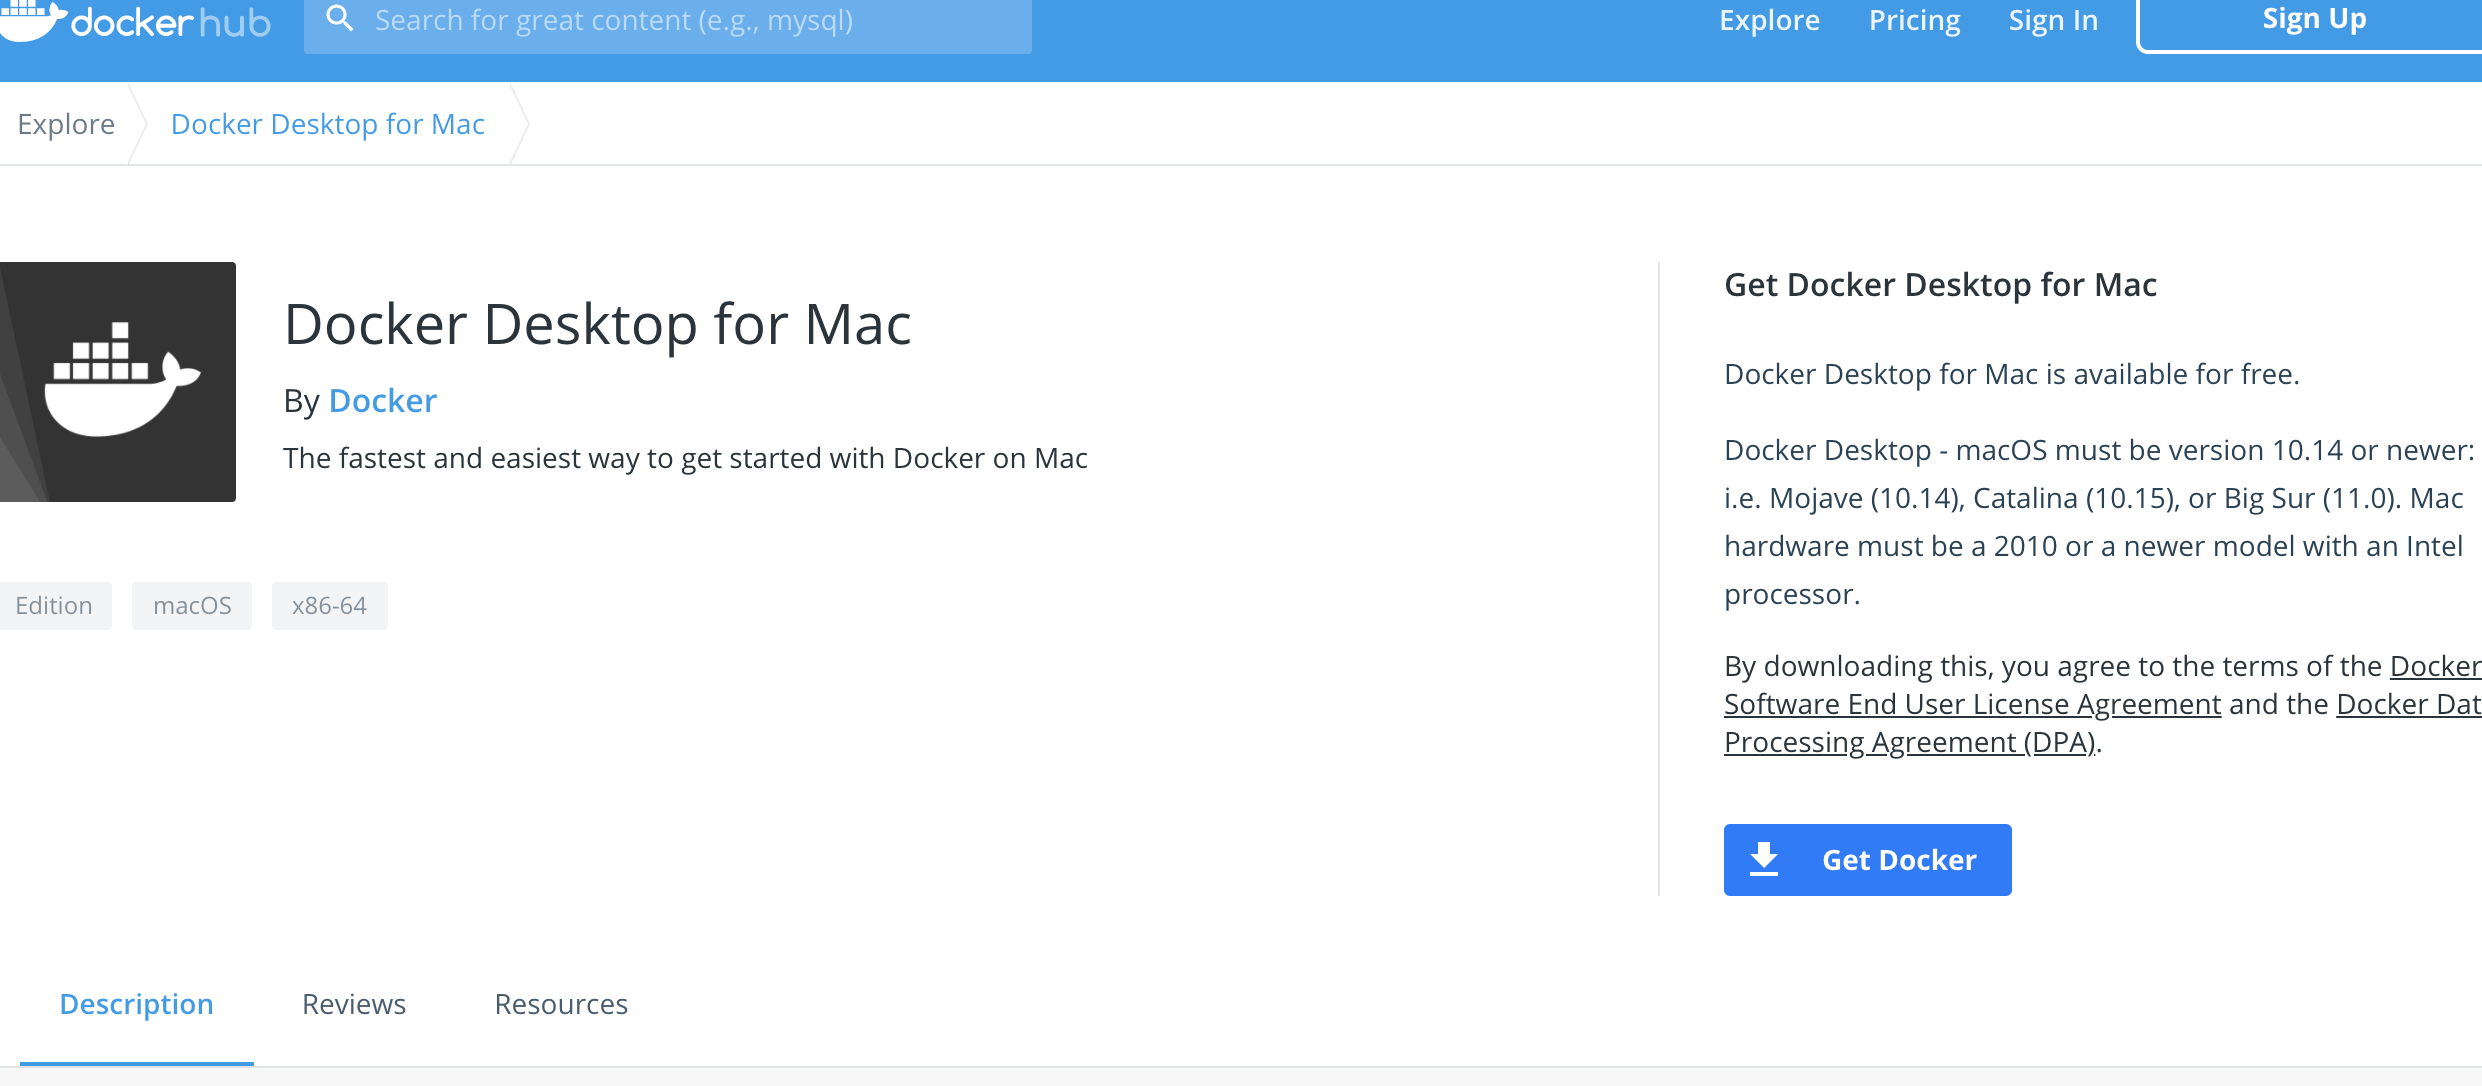 dockerhub
Search for great content (e.g., mysql)
Explore
Pricing
Sign In
Sign Up
Explore
Docker Desktop for Mac
Docker Desktop for Mac
By Docker
The fastest and easiest way to get started with Docker on Mac
Edition
macOS
x86-64
Get Docker Desktop for Mac
Docker Desktop for Mac is available for free.
Docker Desktop - macOS must be version 10.14 or newer:
i.e. Mojave (10.14), Catalina (10.15), or Big Sur (11.0). Mac
hardware must be a 2010 or a newer model with an Intel
processor.
By downloading this, you agree to the terms of the Docker
Software End User License Agreement and the Docker Dat
Processing Agreement (DPA).
Get Docker
Description
Reviews
Resources